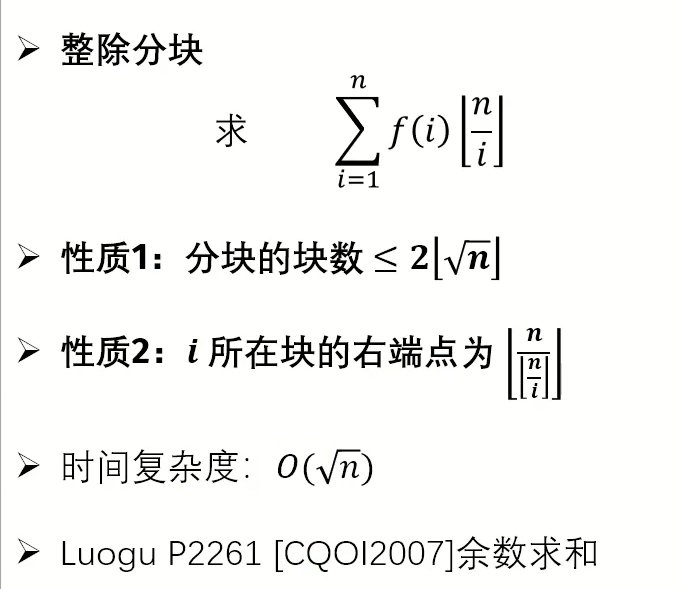 ➤ 整除分块
求 $\sum_{i=1}^{n} f(i) \left\lfloor \frac{n}{i} \right\rfloor$
➤ 性质1：分块的块数 $\leq 2\lfloor \sqrt{n} \rfloor$
➤ 性质2：$i$ 所在块的右端点为 $\left\lfloor \frac{n}{\left\lfloor \frac{n}{i} \right\rfloor} \right\rfloor$
➤ 时间复杂度：$O(\sqrt{n})$
➤ Luogu P2261 [CQOI2007]余数求和